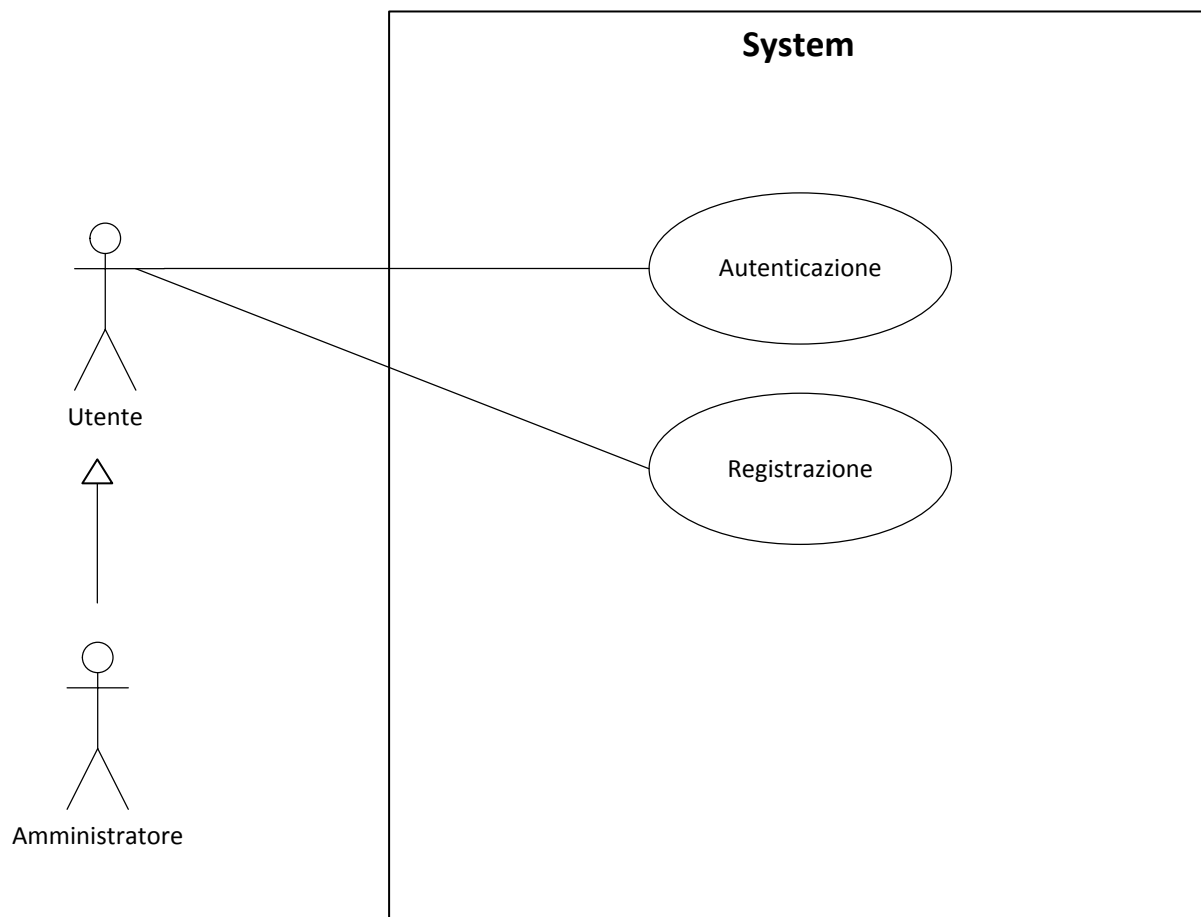 System
Autenticazione
Utente
Registrazione
Amministratore